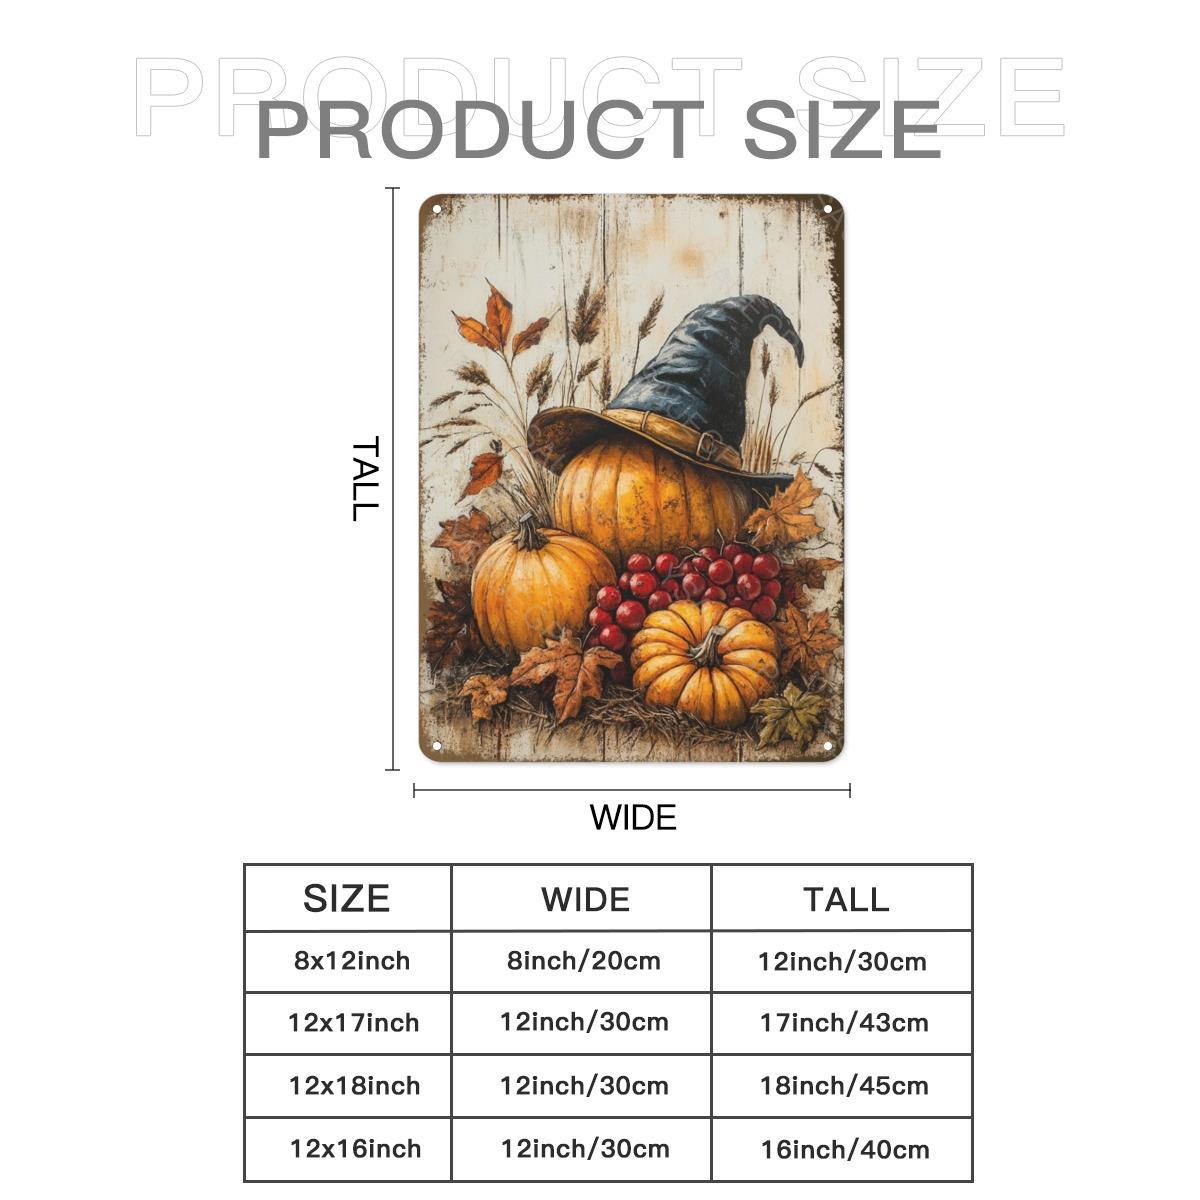 PRODUCT SIZE
PRODUCT SIZE
TALL
WIDE
SIZE WIDE TALL
8x12inch 8inch/20cm 12inch/30cm
12x17inch 12inch/30cm 17inch/43cm
12x18inch 12inch/30cm 18inch/45cm
12x16inch 12inch/30cm 16inch/40cm